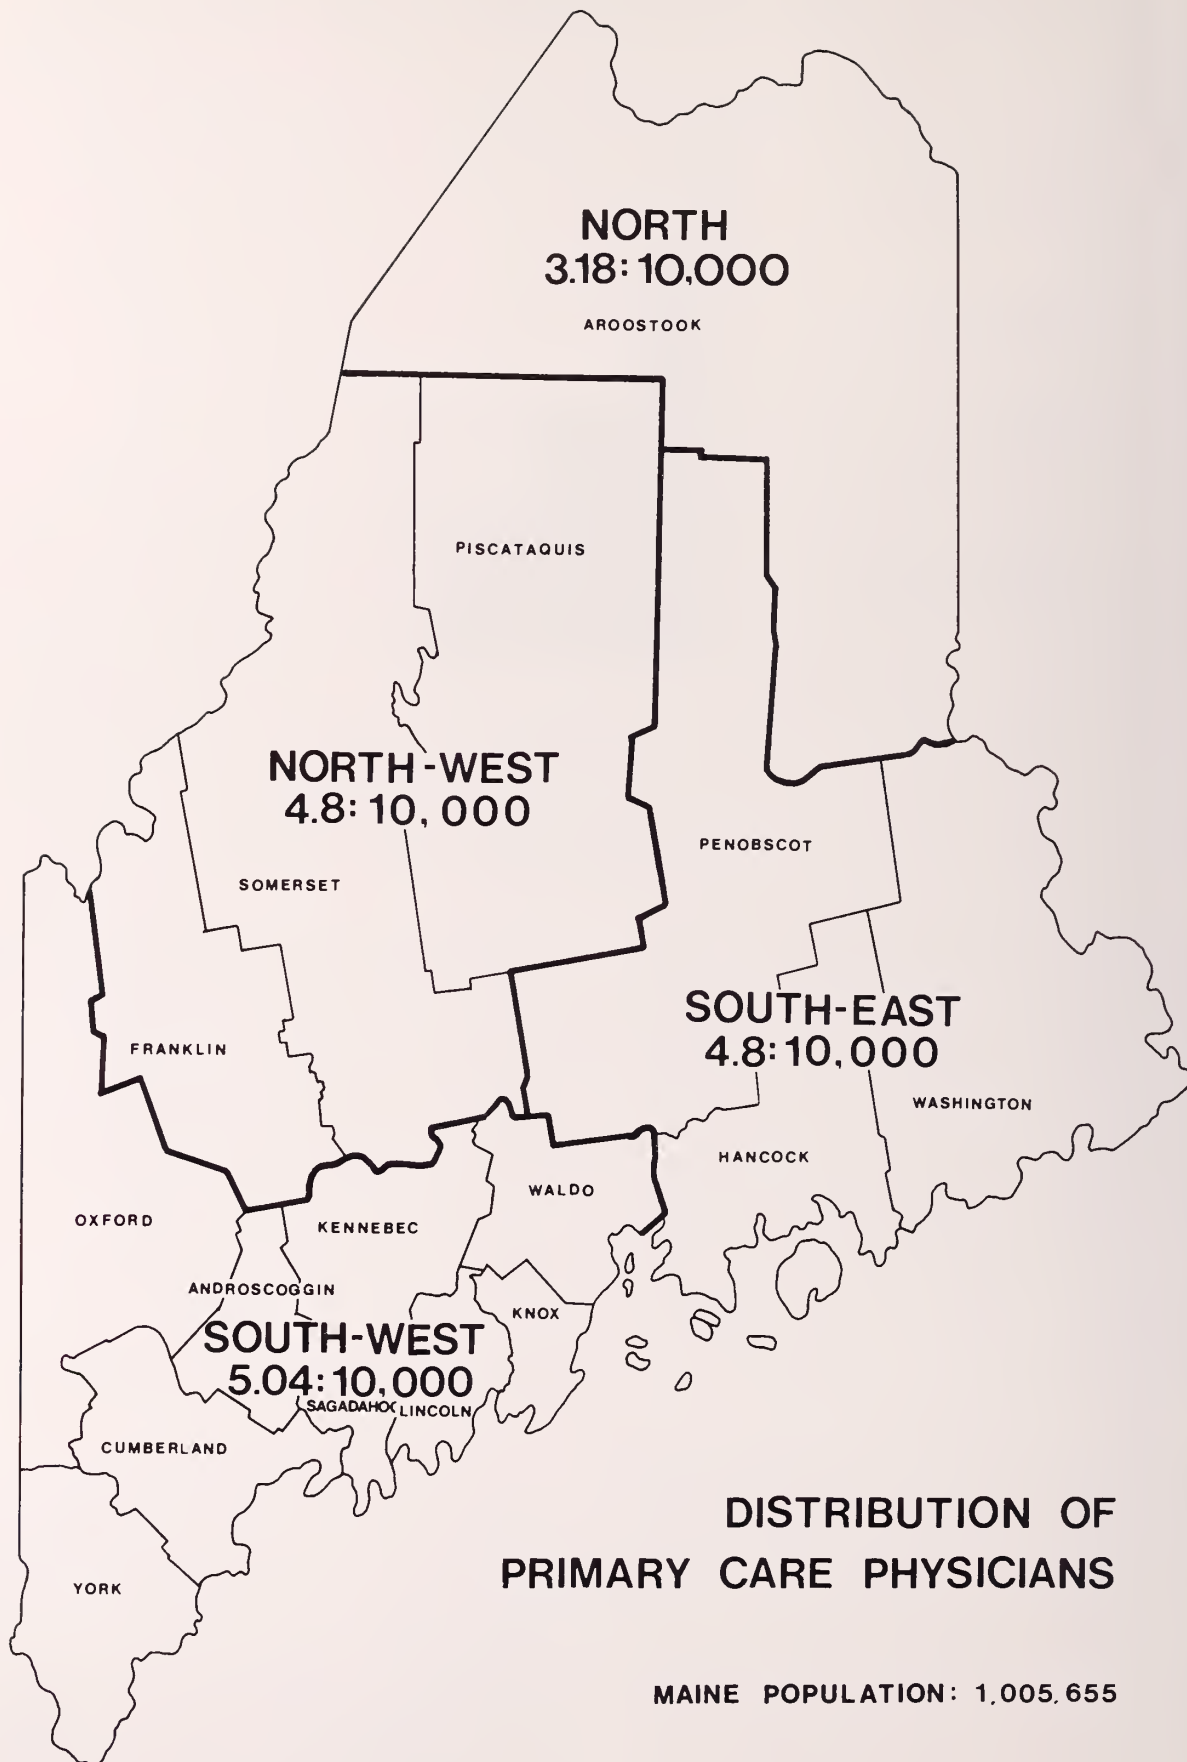 NORTH
3.18:10,000
AROOSTOOK
PISCATAQUIS
NORTH-WEST
4.8:10,000
PENOBSCOT
SOMERSET
SOUTH-EAST
4.8:10,000
FRANKLIN
WASHINGTON
HANCOCK
WALDO
OXFORD
KENNEBEC
ANDROSCOGGIN
KNOX
SOUTH-WEST
5.04:10,000
SAGADAHOC LINCOLN
CUMBERLAND
DISTRIBUTION OF
PRIMARY CARE PHYSICIANS
YORK
MAINE POPULATION: 1,005,655